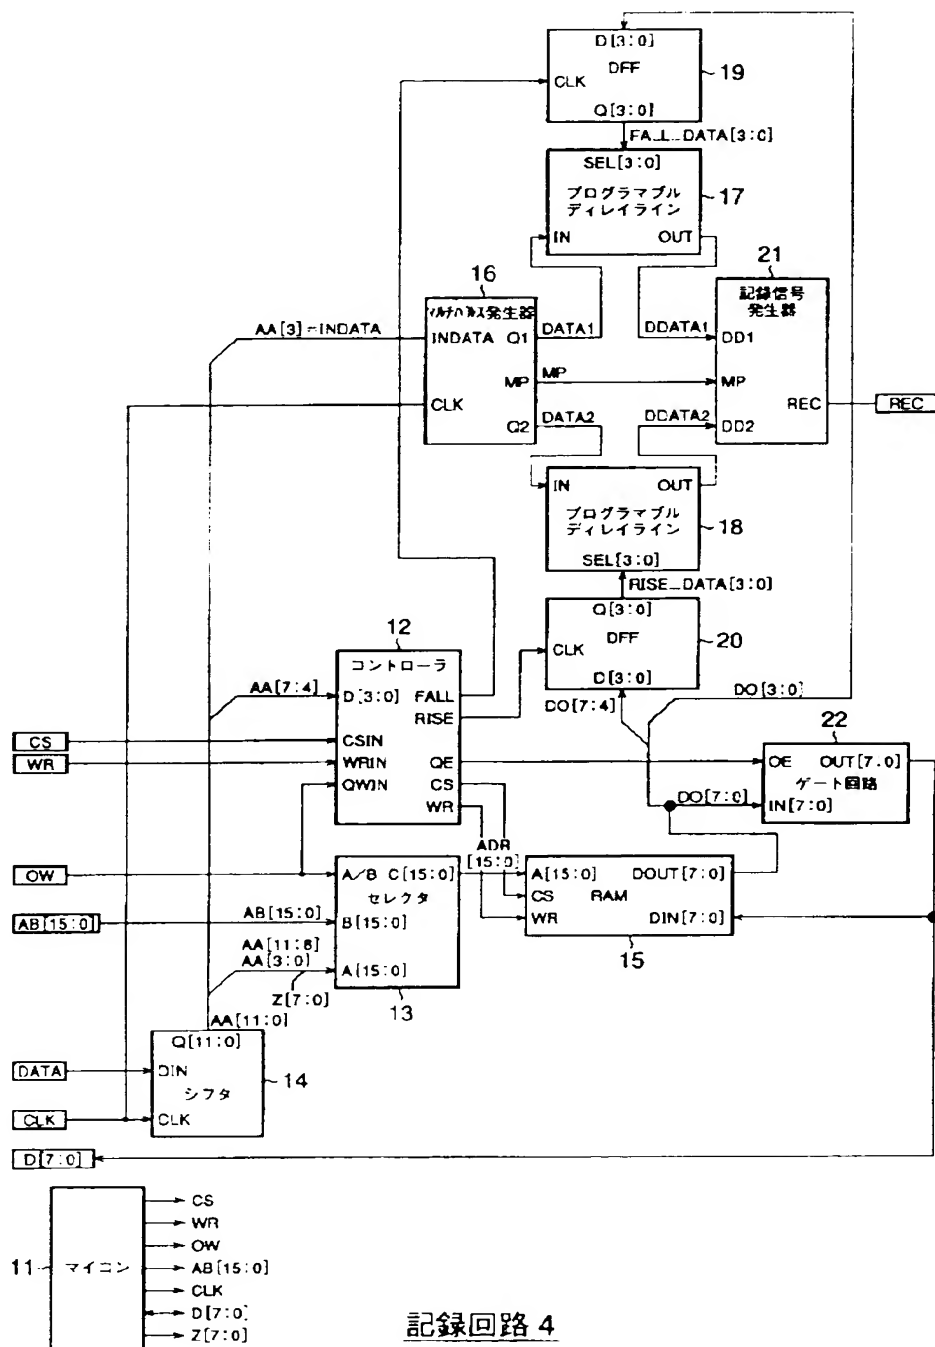 D[3:0]
DFF
CLK
Q[3:0]
19
FALL_DATA[3:0]
SEL[3:0]
プログラマブル
ディレイライン
IN OUT
17
16
マルチパルス発生器
INDATA Q1
MP
CLK
Q2
AA[3]=INDATA
DATA1
MP
DATA2
DDATA1
DDATA2
21
記録信号
発生器
DD1
MP
REC
DD2
REC
IN OUT
プログラマブル
ディレイライン
SEL[3:0]
18
RISE_DATA[3:0]
Q[3:0]
DFF
CLK
D[3:0]
20
12
コントローラ
D[3:0] FALL
RISE
CSIN
WRIN QE
QWIN CS
WR
AA[7:4]
DO[7:4]
DO[3:0]
CS
WR
22
OE OUT[7.0]
ゲート回路
IN[7:0]
DO[7:0]
OW
A/B C[15:0]
セレクタ
B[15:0]
A[15:0]
13
ADR
[15:0]
A[15:0] DOUT[7:0]
CS RAM
WR DIN[7:0]
15
AB[15:0]
AB[15:0]
AA[11:8]
AA[3:0]
Z[7:0]
AA[11:0]
Q[11:0]
DIN
シフタ
CLK
14
DATA
CLK
D[7:0]
11
マイコン
CS
WR
OW
AB[15:0]
CLK
D[7:0]
Z[7:0]
記録回路4